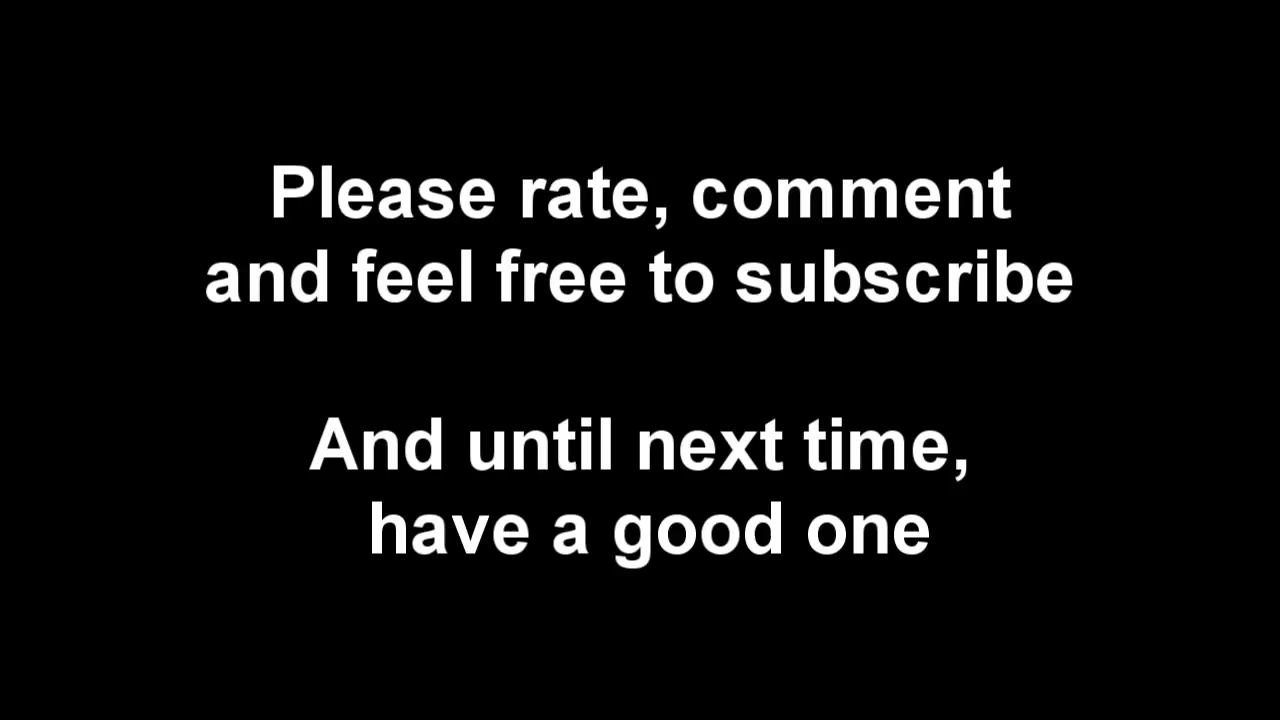 Please rate, comment
and feel free to subscribe
And until next time,
have a good one